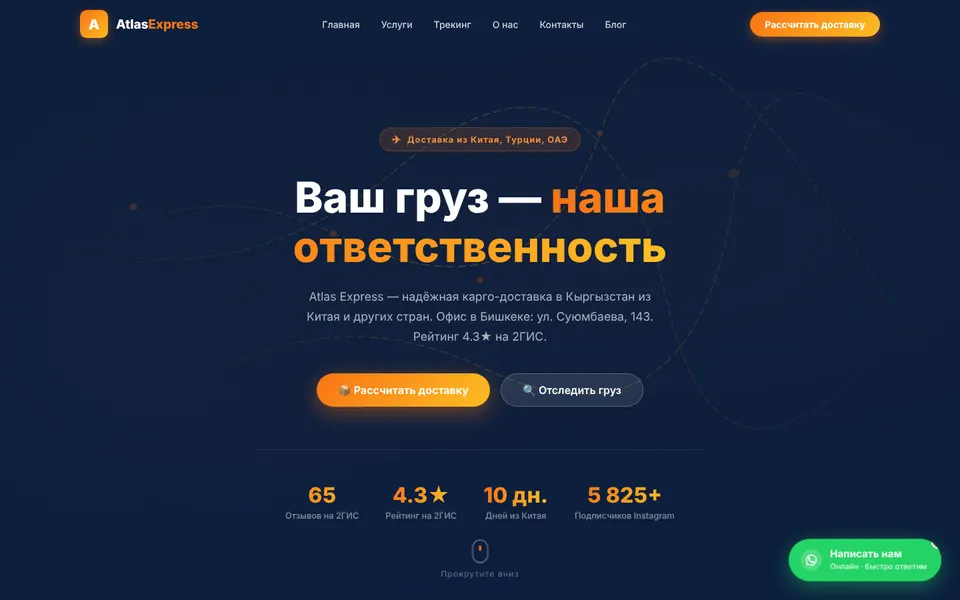 A AtlasExpress
Главная Услуги Трекинг О нас Контакты Блог
Рассчитать доставку
✈ Доставка из Китая, Турции, ОАЭ
Ваш груз — наша
ответственность
Atlas Express — надёжная карго-доставка в Кыргызстан из
Китая и других стран. Офис в Бишкеке: ул. Суюмбаева, 143.
Рейтинг 4.3★ на 2ГИС.
📦 Рассчитать доставку
🔍 Отследить груз
65
Отзывов на 2ГИС
4.3★
Рейтинг на 2ГИС
10 дн.
Дней из Китая
5 825+
Подписчиков Instagram
Прокрутите вниз
Написать нам
Онлайн · быстро ответим